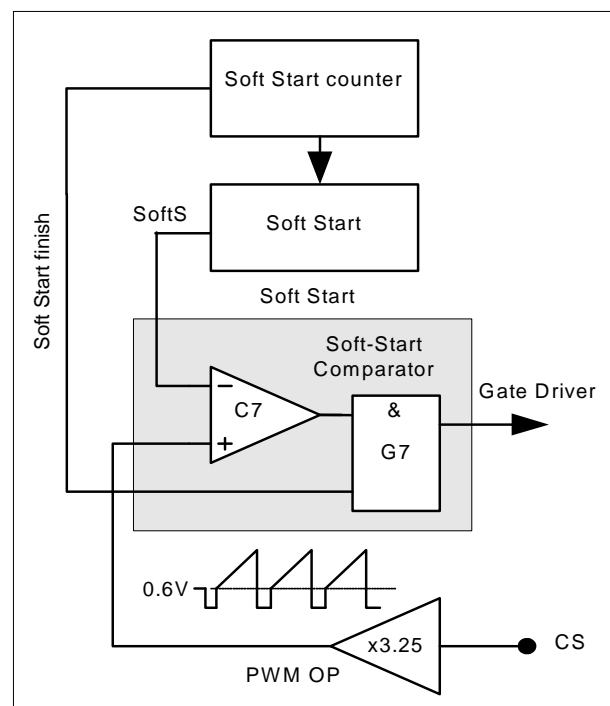 Soft Start counter
SoftS
Soft Start
Soft Start finish
Soft Start
Soft-Start
Comparator
Gate Driver
−
C7
+
&
G7
0.6V
x3.25
CS
PWM OP